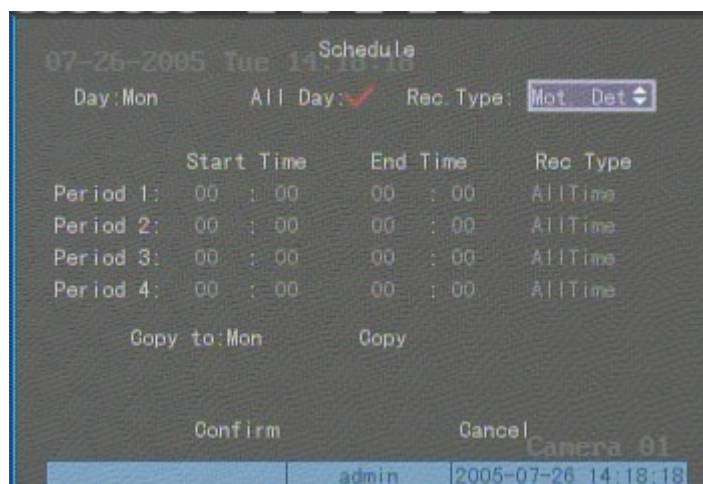 Schedule
07-26-2005 Tue 14:18:18
Day:Mon All Day: Rec.Type: Mot. Det
Start Time End Time Rec Type
Period 1: 00 : 00 00 : 00 AllTime
Period 2: 00 : 00 00 : 00 AllTime
Period 3: 00 : 00 00 : 00 AllTime
Period 4: 00 : 00 00 : 00 AllTime
Copy to:Mon Copy
Confirm Cancel
Camera 01
admin 2005-07-26 14:18:18